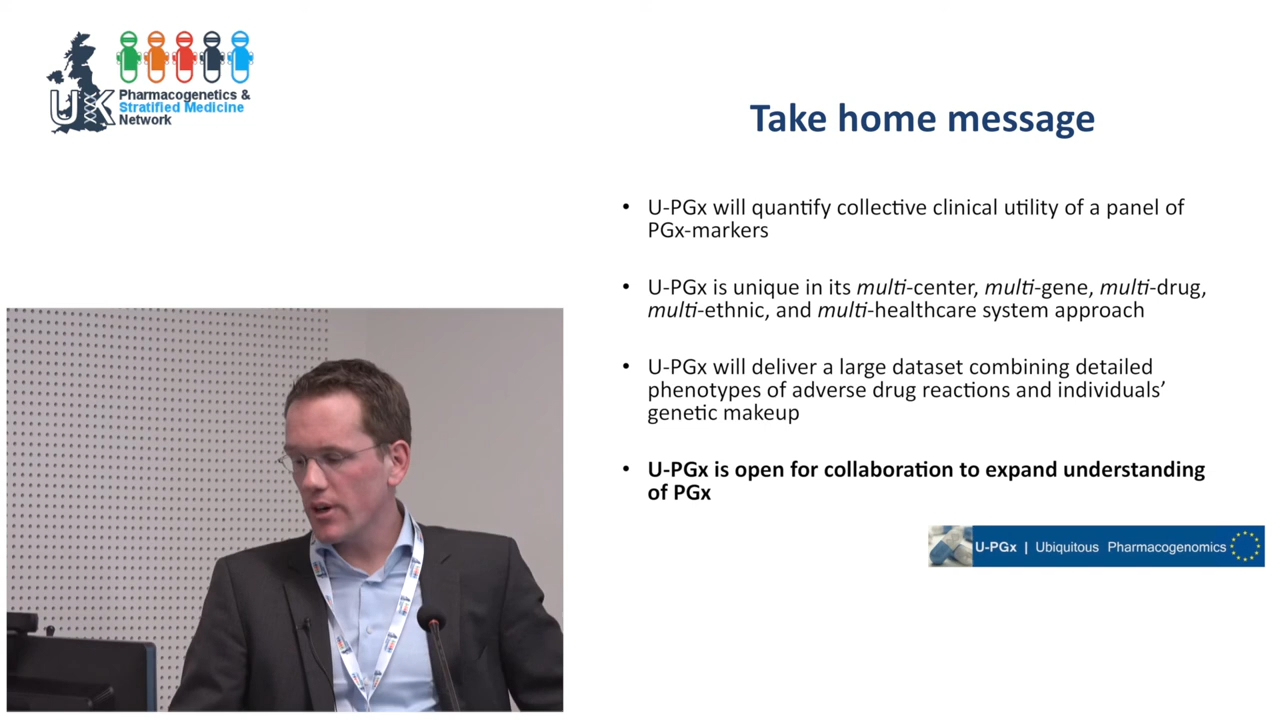 UK
Pharmacogenetics &
Stratified Medicine
Network
Take home message
• U-PGx will quantify collective clinical utility of a panel of
PGx-markers
• U-PGx is unique in its multi-center, multi-gene, multi-drug,
multi-ethnic, and multi-healthcare system approach
• U-PGx will deliver a large dataset combining detailed
phenotypes of adverse drug reactions and individuals’
genetic makeup
• U-PGx is open for collaboration to expand understanding
of PGx
U-PGx | Ubiquitous Pharmacogenomics